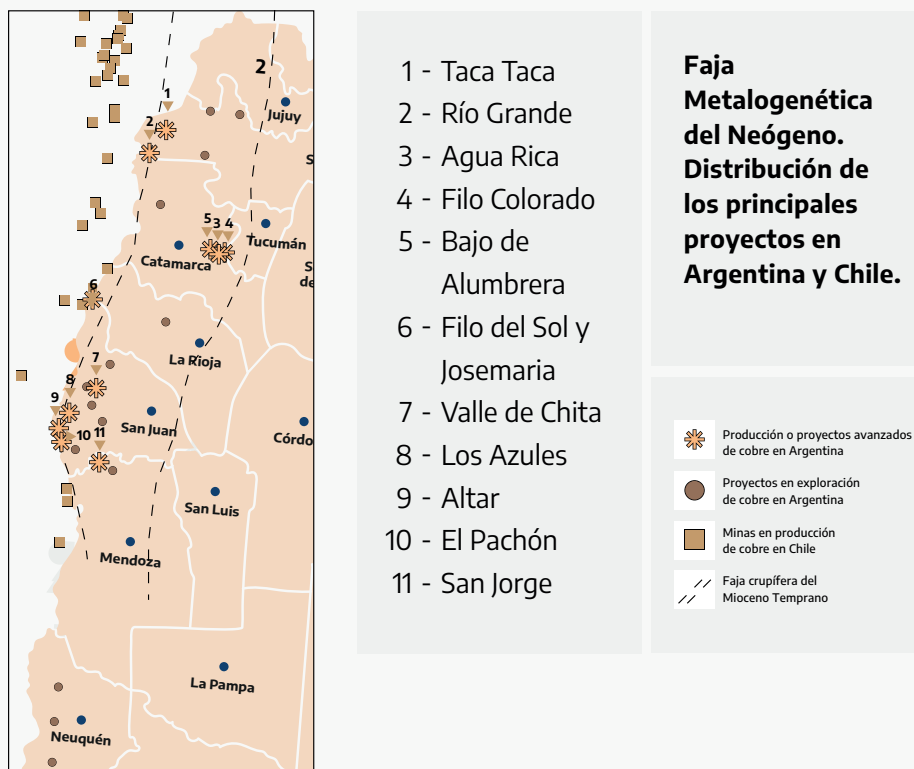 2
1
Jujuy
2
S
5
3
4
Tucumán
Catamarca
S
de
6
La Rioja
7
8
9
San Juan
10
11
Córdo
San Luis
Mendoza
La Pampa
Neuquén
1 - Taca Taca
2 - Río Grande
3 - Agua Rica
4 - Filo Colorado
5 - Bajo de
Alumbrera
6 - Filo del Sol y
Josemaria
7 - Valle de Chita
8 - Los Azules
9 - Altar
10 - El Pachón
11 - San Jorge
Faja
Metalogenética
del Neógeno.
Distribución de
los principales
proyectos en
Argentina y Chile.
Producción o proyectos avanzados
de cobre en Argentina
Proyectos en exploración
de cobre en Argentina
Minas en producción
de cobre en Chile
Faja crupífera del
Mioceno Temprano